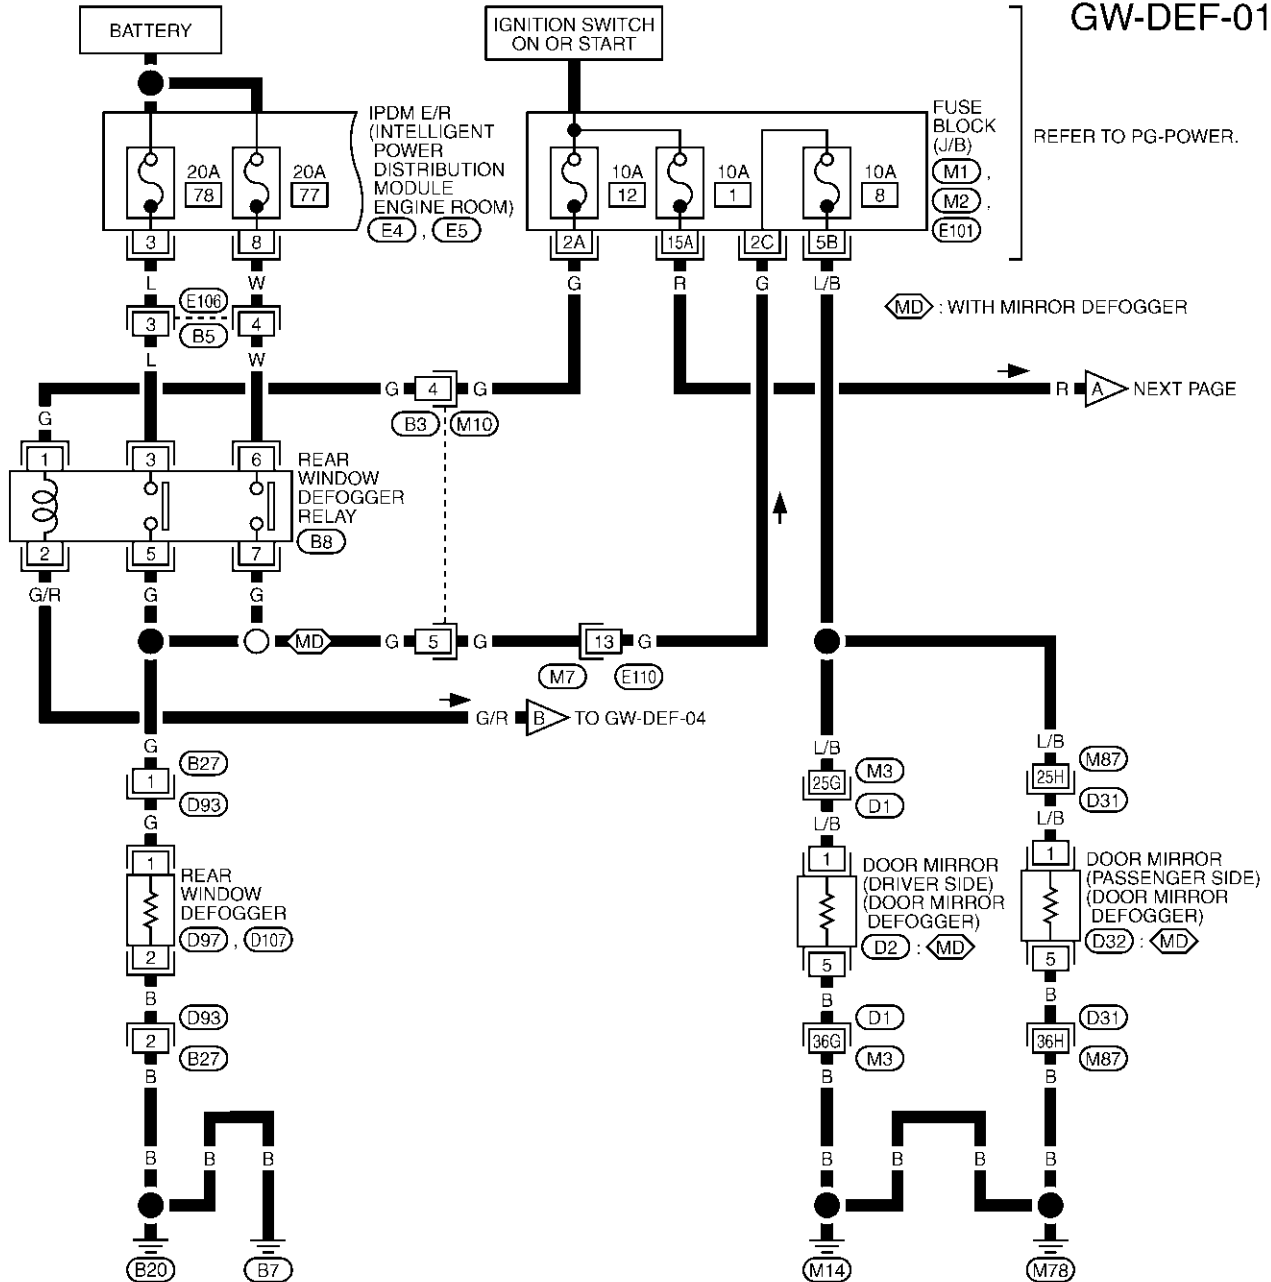 GW-DEF-01
BATTERY
IGNITION SWITCH
ON OR START
IPDM E/R
(INTELLIGENT
POWER
DISTRIBUTION
MODULE
ENGINE ROOM)
E4 , E5
20A
78
20A
77
10A
12
10A
1
10A
8
FUSE
BLOCK
(J/B)
M1 ,
M2 ,
E101
REFER TO PG-POWER.
3
8
2A
15A
2C
5B
L
W
G
R
G
L/B
E106
3
4
B5
MD : WITH MIRROR DEFOGGER
L
W
G
4
G
R
A
NEXT PAGE
B3
M10
G
1
3
6
REAR
WINDOW
DEFOGGER
RELAY
B8
2
5
7
G/R
G
G
MD
G
5
G
13
G
M7
E110
G/R
B
TO GW-DEF-04
G
B27
1
D93
G
L/B
M3
25G
D1
L/B
L/B
M87
25H
D31
L/B
1
REAR
WINDOW
DEFOGGER
D97 , D107
2
1
DOOR MIRROR
(DRIVER SIDE)
(DOOR MIRROR
DEFOGGER)
D2 : MD
5
1
DOOR MIRROR
(PASSENGER SIDE)
(DOOR MIRROR
DEFOGGER)
D32 : MD
5
B
D93
2
B27
B
B
D1
36G
M3
B
B
D31
36H
M87
B
B
B
B
B
B
B
B
B20
B7
M14
M78